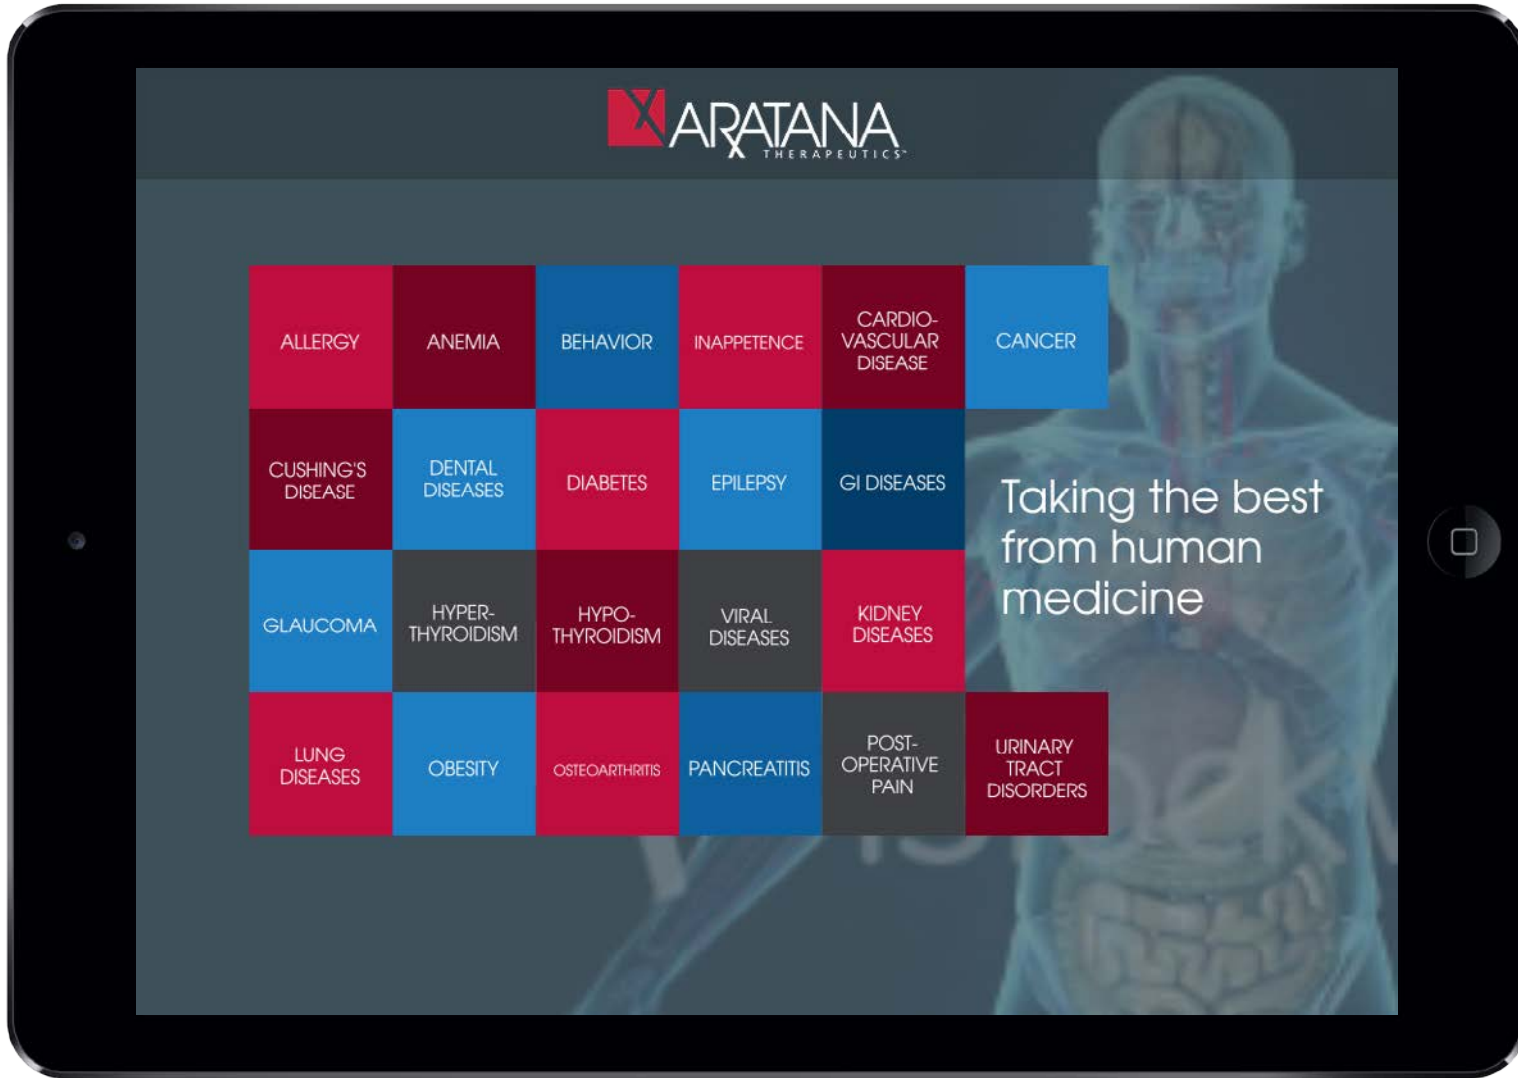 ARATANA
THERAPEUTICS™
ALLERGY
ANEMIA
BEHAVIOR
INAPPETENCE
CARDIO-
VASCULAR
DISEASE
CANCER
CUSHING'S
DISEASE
DENTAL
DISEASES
DIABETES
EPILEPSY
GI DISEASES
Taking the best
from human
medicine
GLAUCOMA
HYPER-
THYROIDISM
HYPO-
THYROIDISM
VIRAL
DISEASES
KIDNEY
DISEASES
LUNG
DISEASES
OBESITY
OSTEOARTHRITIS
PANCREATITIS
POST-
OPERATIVE
PAIN
URINARY
TRACT
DISORDERS